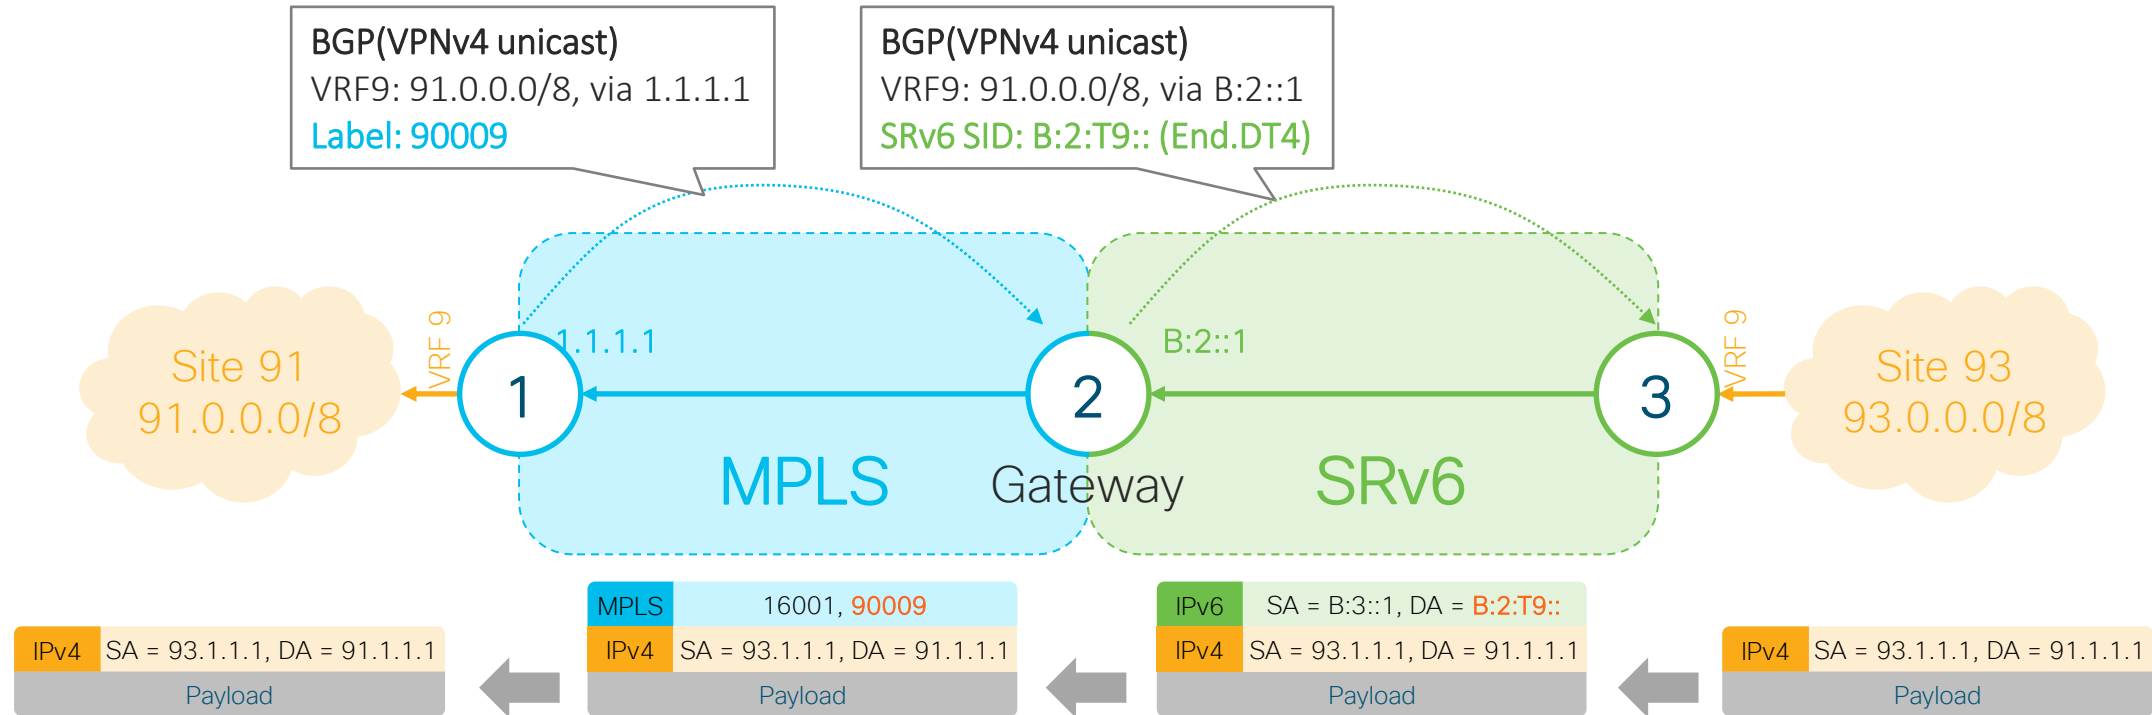 BGP(VPNv4 unicast)
VRF9: 91.0.0.0/8, via 1.1.1.1
Label: 90009
BGP(VPNv4 unicast)
VRF9: 91.0.0.0/8, via B:2::1
SRv6 SID: B:2:T9:: (End.DT4)
Site 91
91.0.0.0/8
VRF 9
1
1.1.1.1
MPLS
2
Gateway
B:2::1
SRv6
3
VRF 9
Site 93
93.0.0.0/8
IPv4 SA = 93.1.1.1, DA = 91.1.1.1
Payload
MPLS 16001, 90009
IPv4 SA = 93.1.1.1, DA = 91.1.1.1
Payload
IPv6 SA = B:3::1, DA = B:2:T9::
IPv4 SA = 93.1.1.1, DA = 91.1.1.1
Payload
IPv4 SA = 93.1.1.1, DA = 91.1.1.1
Payload